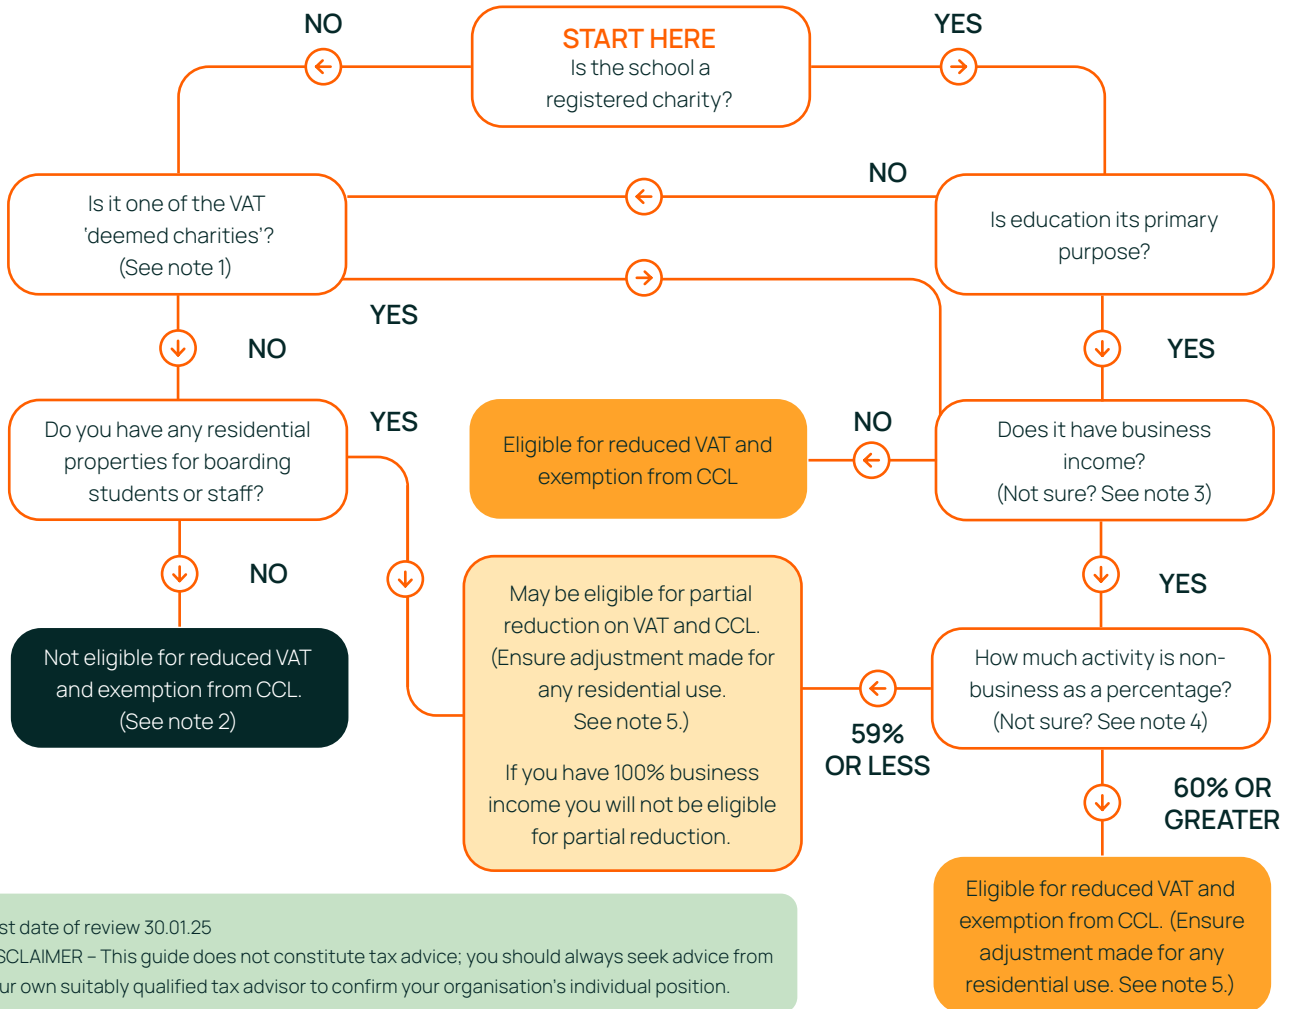 NO
START HERE
Is the school a
registered charity?
YES
Is it one of the VAT
'deemed charities'?
(See note 1)
NO
Is education its primary
purpose?
YES
NO
YES
Do you have any residential
properties for boarding
students or staff?
YES
Eligible for reduced VAT and
exemption from CCL
NO
Does it have business
income?
(Not sure? See note 3)
NO
YES
Not eligible for reduced VAT
and exemption from CCL.
(See note 2)
May be eligible for partial
reduction on VAT and CCL.
(Ensure adjustment made for
any residential use.
See note 5.)
If you have 100% business
income you will not be eligible
for partial reduction.
How much activity is non-
business as a percentage?
(Not sure? See note 4)
59%
OR LESS
60% OR
GREATER
Eligible for reduced VAT and
exemption from CCL. (Ensure
adjustment made for any
residential use. See note 5.)
st date of review 30.01.25
SCLAIMER – This guide does not constitute tax advice; you should always seek advice from
ur own suitably qualified tax advisor to confirm your organisation's individual position.